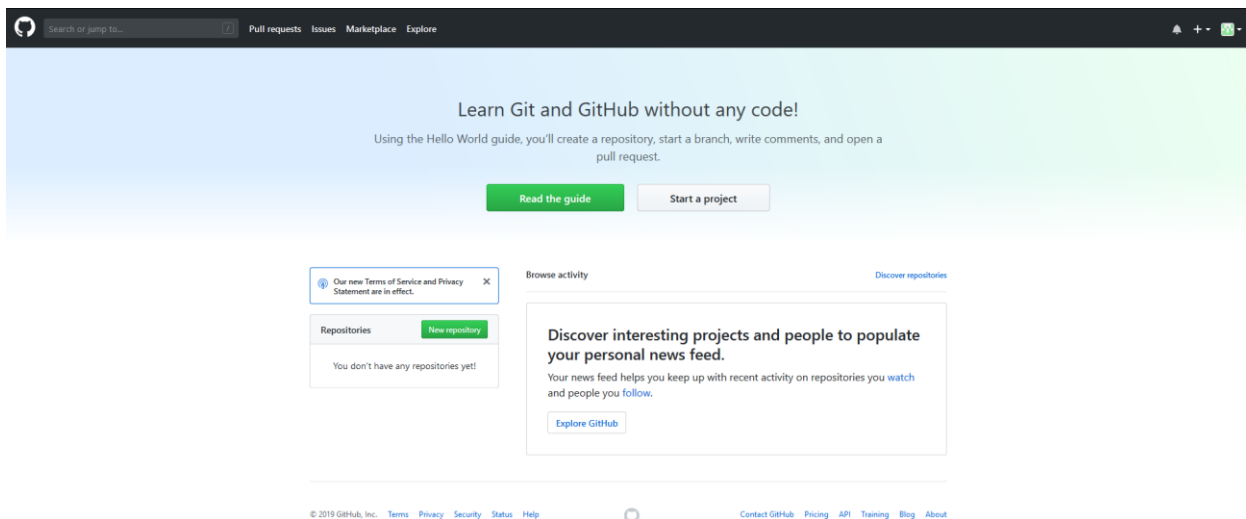 Search or jump to... /
Pull requests Issues Marketplace Explore
Learn Git and GitHub without any code!
Using the Hello World guide, you'll create a repository, start a branch, write comments, and open a
pull request.
Read the guide
Start a project
Our new Terms of Service and Privacy
Statement are in effect.
Repositories
New repository
You don't have any repositories yet!
Browse activity
Discover repositories
Discover interesting projects and people to populate
your personal news feed.
Your news feed helps you keep up with recent activity on repositories you watch
and people you follow.
Explore GitHub
© 2019 GitHub, Inc. Terms Privacy Security Status Help
Contact GitHub Pricing API Training Blog About